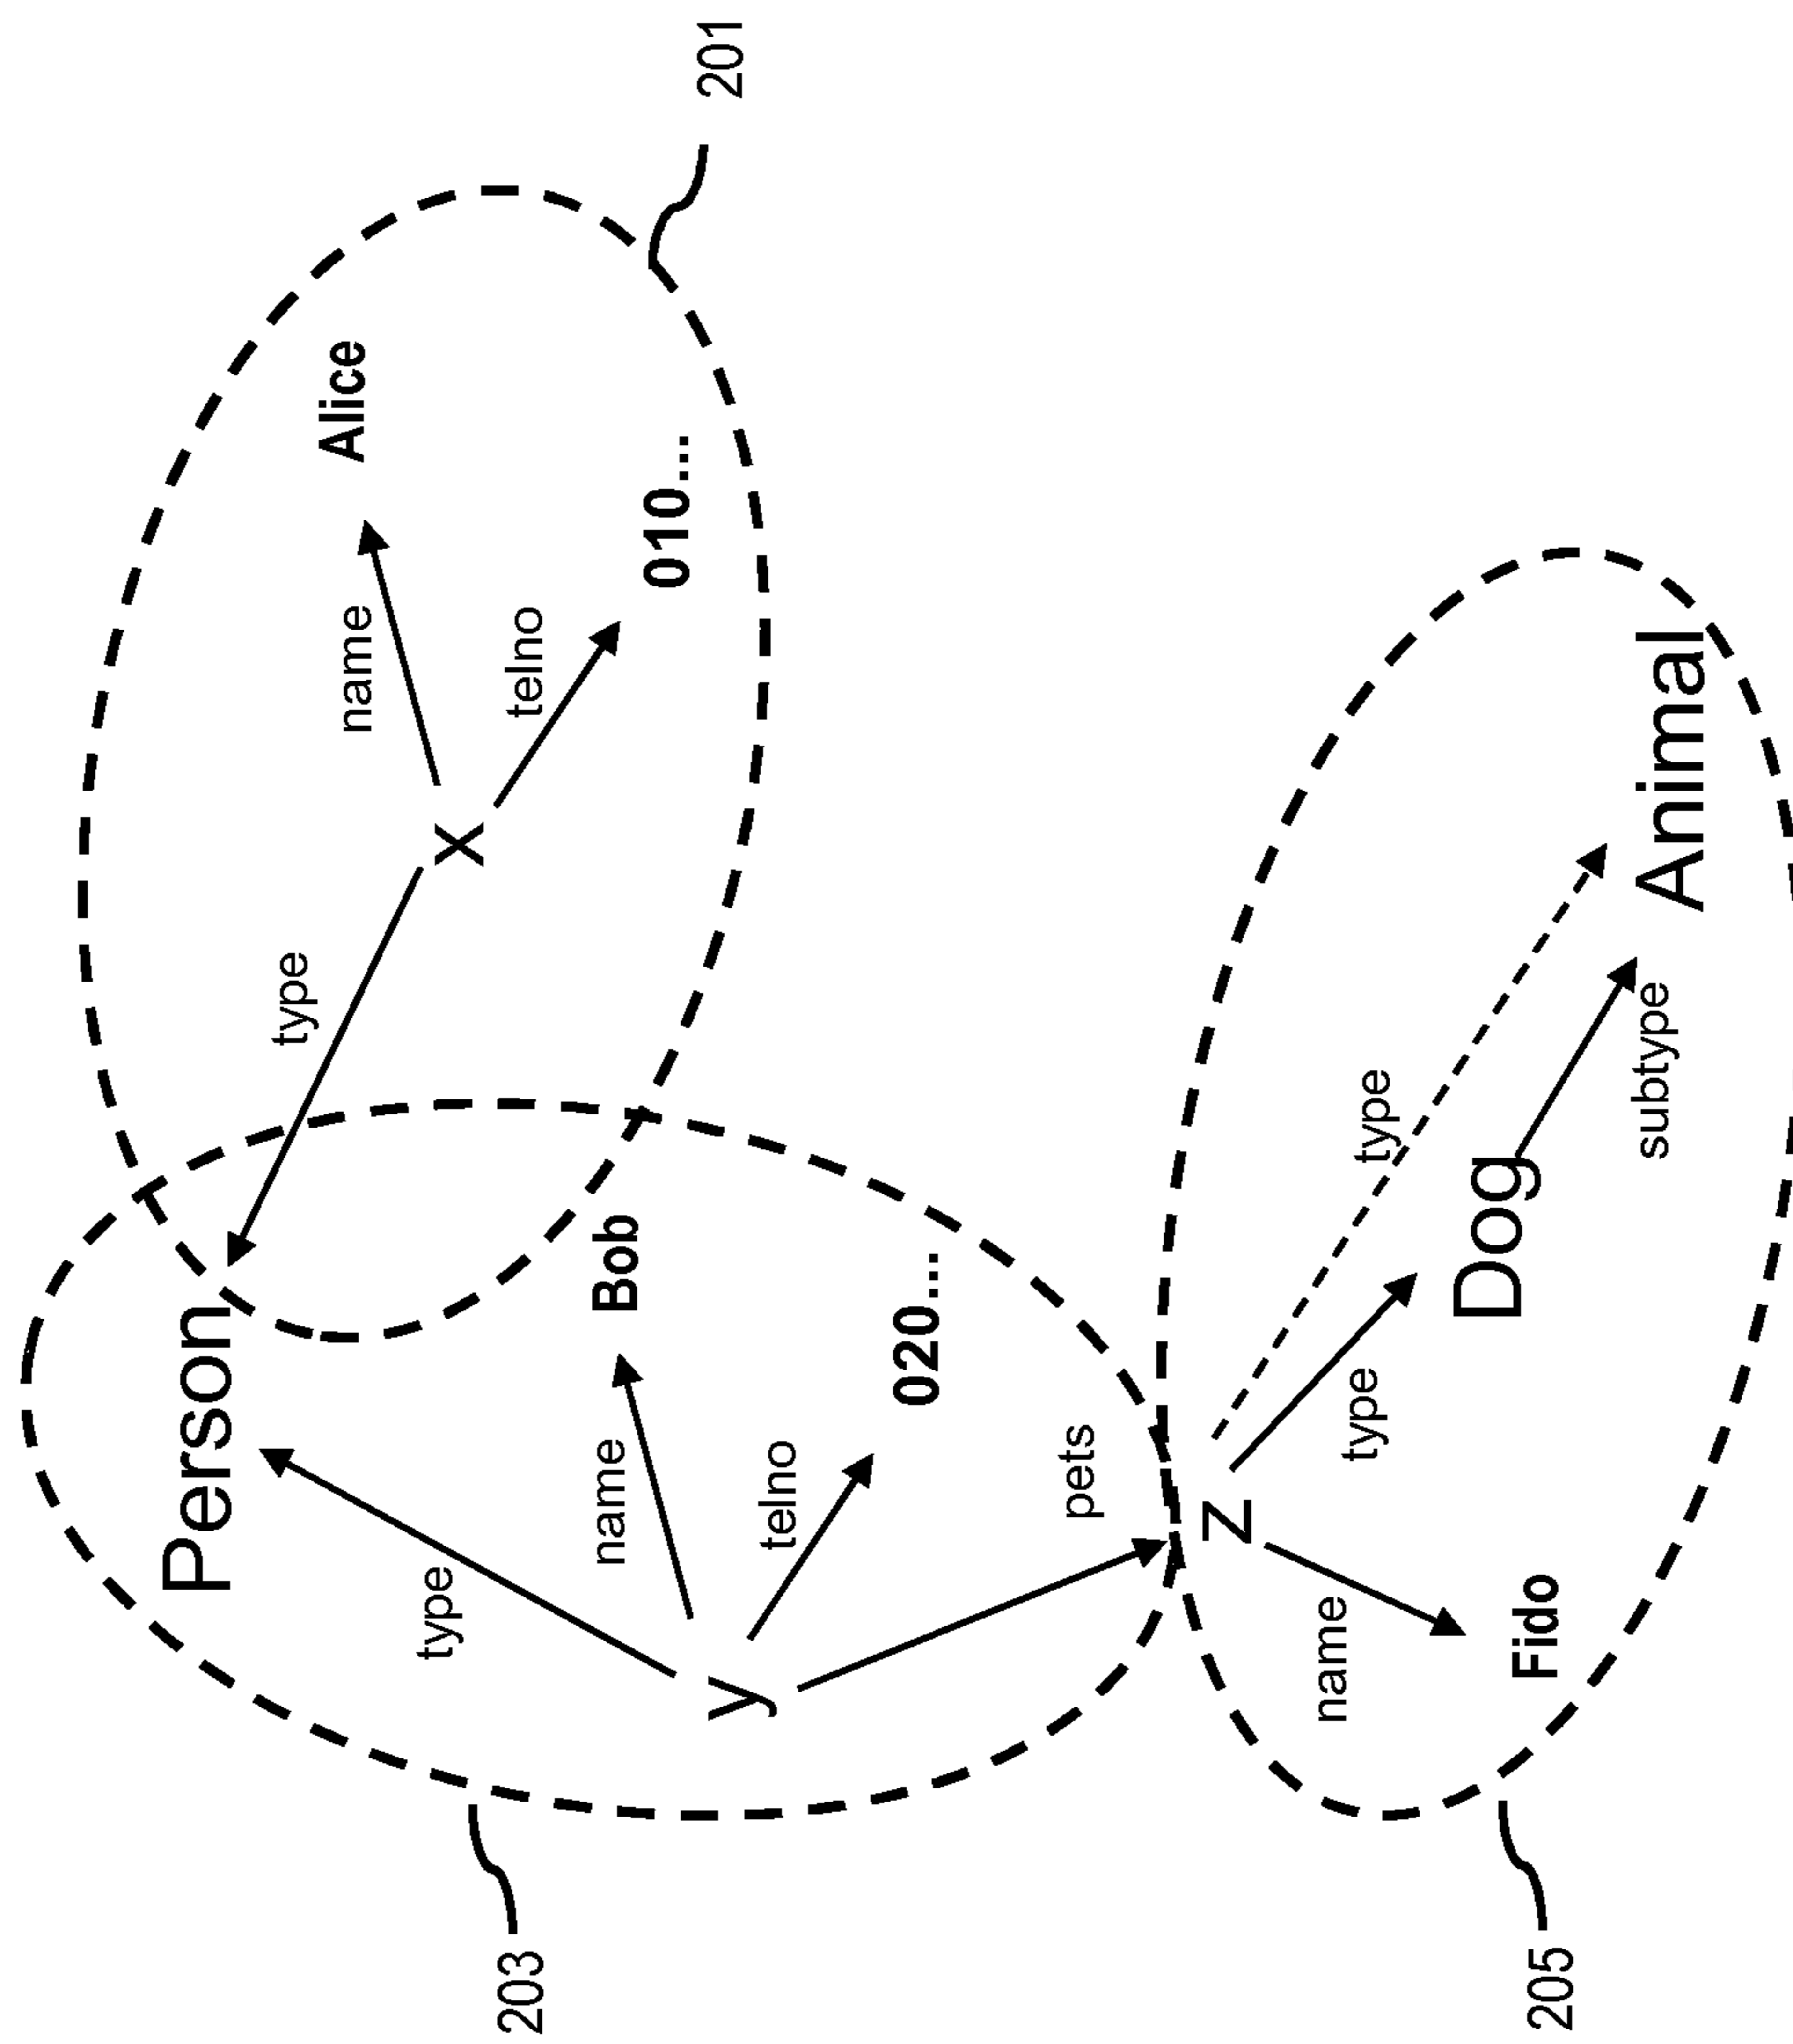 Person
type
name
Alice
type
x
203
telno
name
Bob
010...
201
y
telno
020...
pets
z
name
type
type
Dog
Fido
205
subtype
Animal